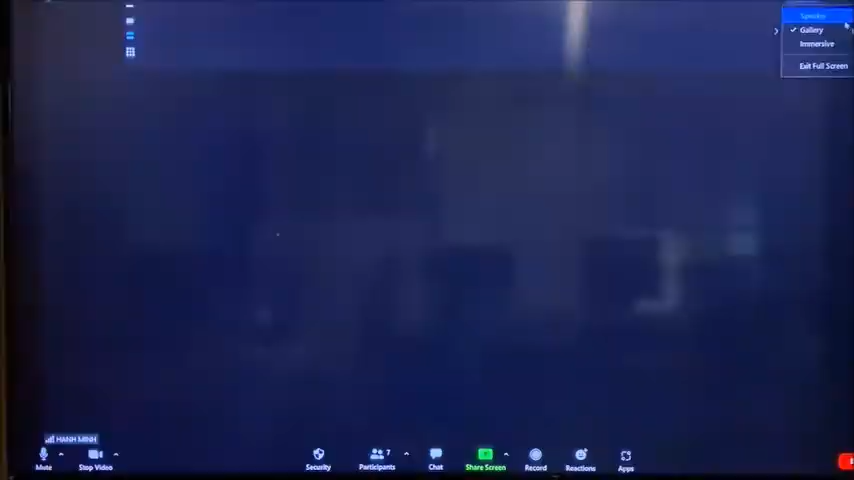 Speaker
Gallery
Immersive
Exit Full Screen
HANH MINH
7
Mute
Stop Video
Security
Participants
Chat
Share Screen
Record
Reactions
Apps